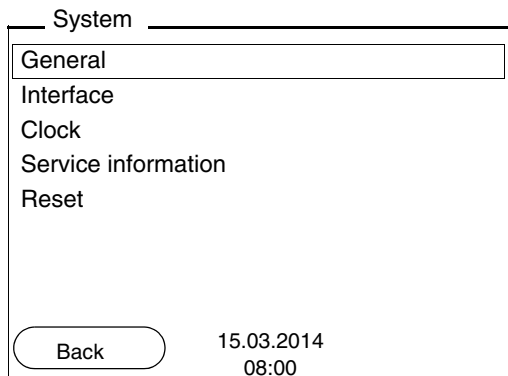 System
General
Interface
Clock
Service information
Reset
Back
15.03.2014
08:00